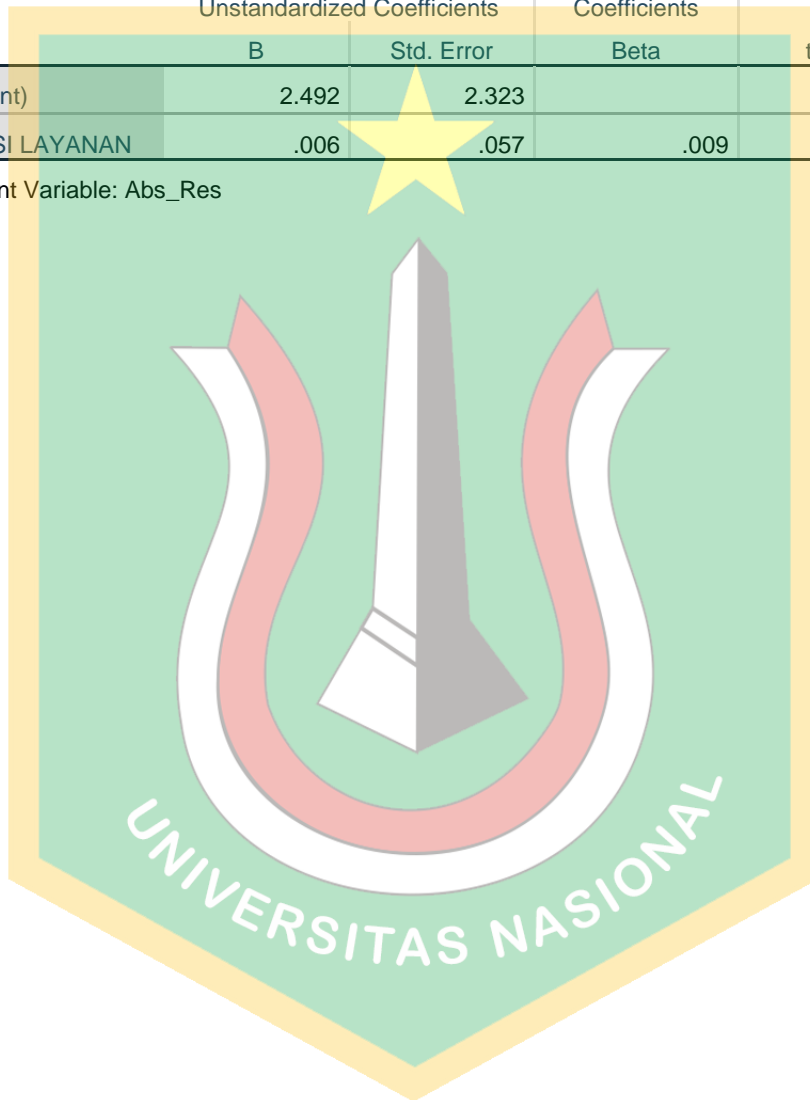 Unstandardized Coefficients Coefficients
B Std. Error Beta t
nt) 2.492 2.323
SI LAYANAN .006 .057 .009
nt Variable: Abs_Res
UNIVERSITAS NASIONAL